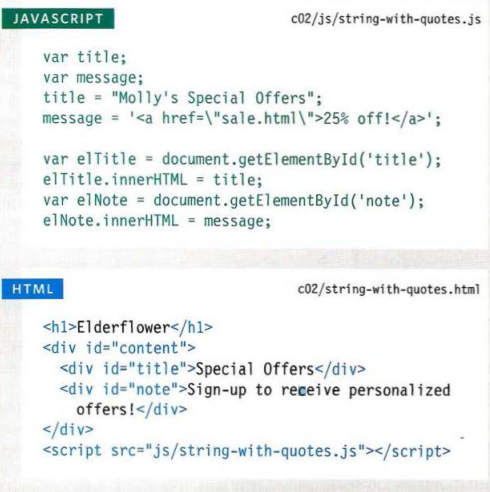 JAVASCRIPT c02/js/string-with-quotes.js
var title;
var message;
title = "Molly's Special Offers";
message = '<a href=\"sale.html\">25% off!</a>';
var elTitle = document.getElementById('title');
elTitle.innerHTML = title;
var elNote = document.getElementById('note');
elNote.innerHTML = message;
HTML c02/string-with-quotes.html
<h1>Elderflower</h1>
<div id="content">
<div id="title">Special Offers</div>
<div id="note">Sign-up to receive personalized
offers!</div>
</div>
<script src="js/string-with-quotes.js"></script>